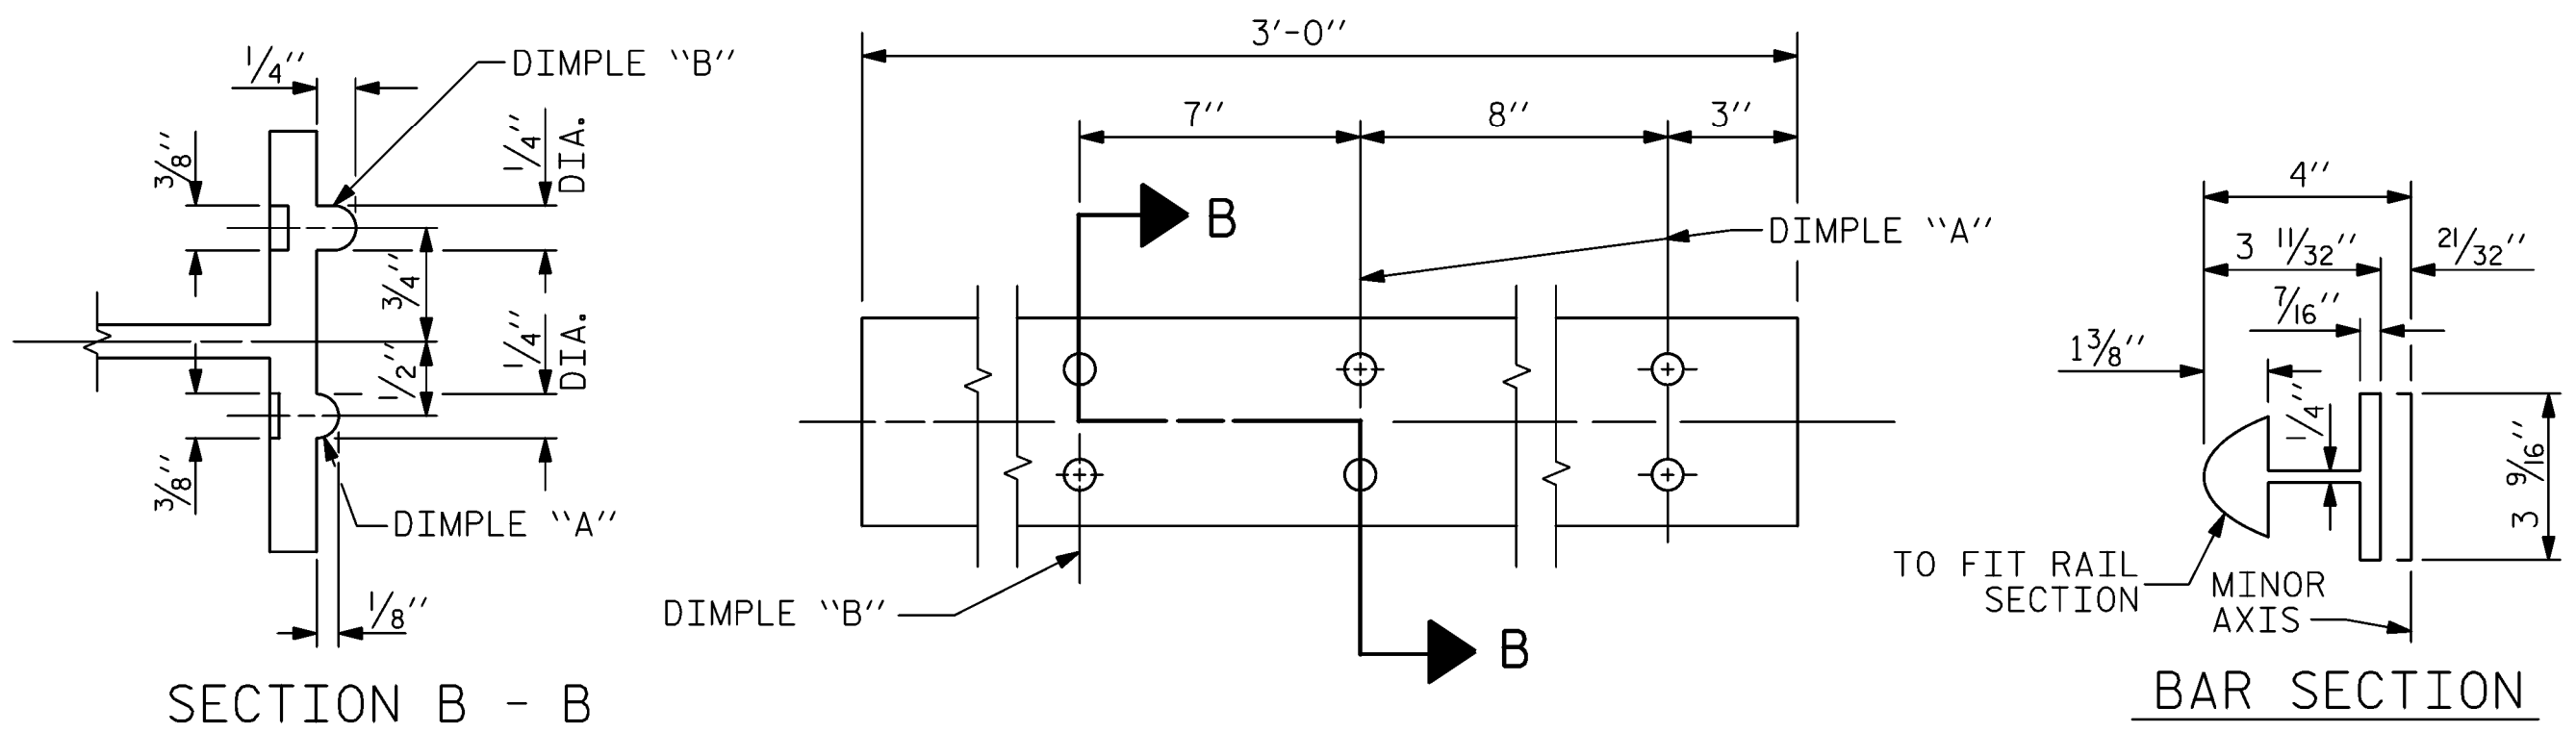 1/4"
DIMPLE "B"
3/8"
1/4" DIA.
3/4"
1/2"
1/4" DIA.
3/8"
DIMPLE "A"
1/8"
SECTION B - B
3'-0"
7"
8"
3"
B
DIMPLE "A"
DIMPLE "B"
B
4"
3 11/32"
21/32"
7/16"
1 3/8"
1/4"
3 9/16"
TO FIT RAIL
SECTION
MINOR
AXIS
BAR SECTION